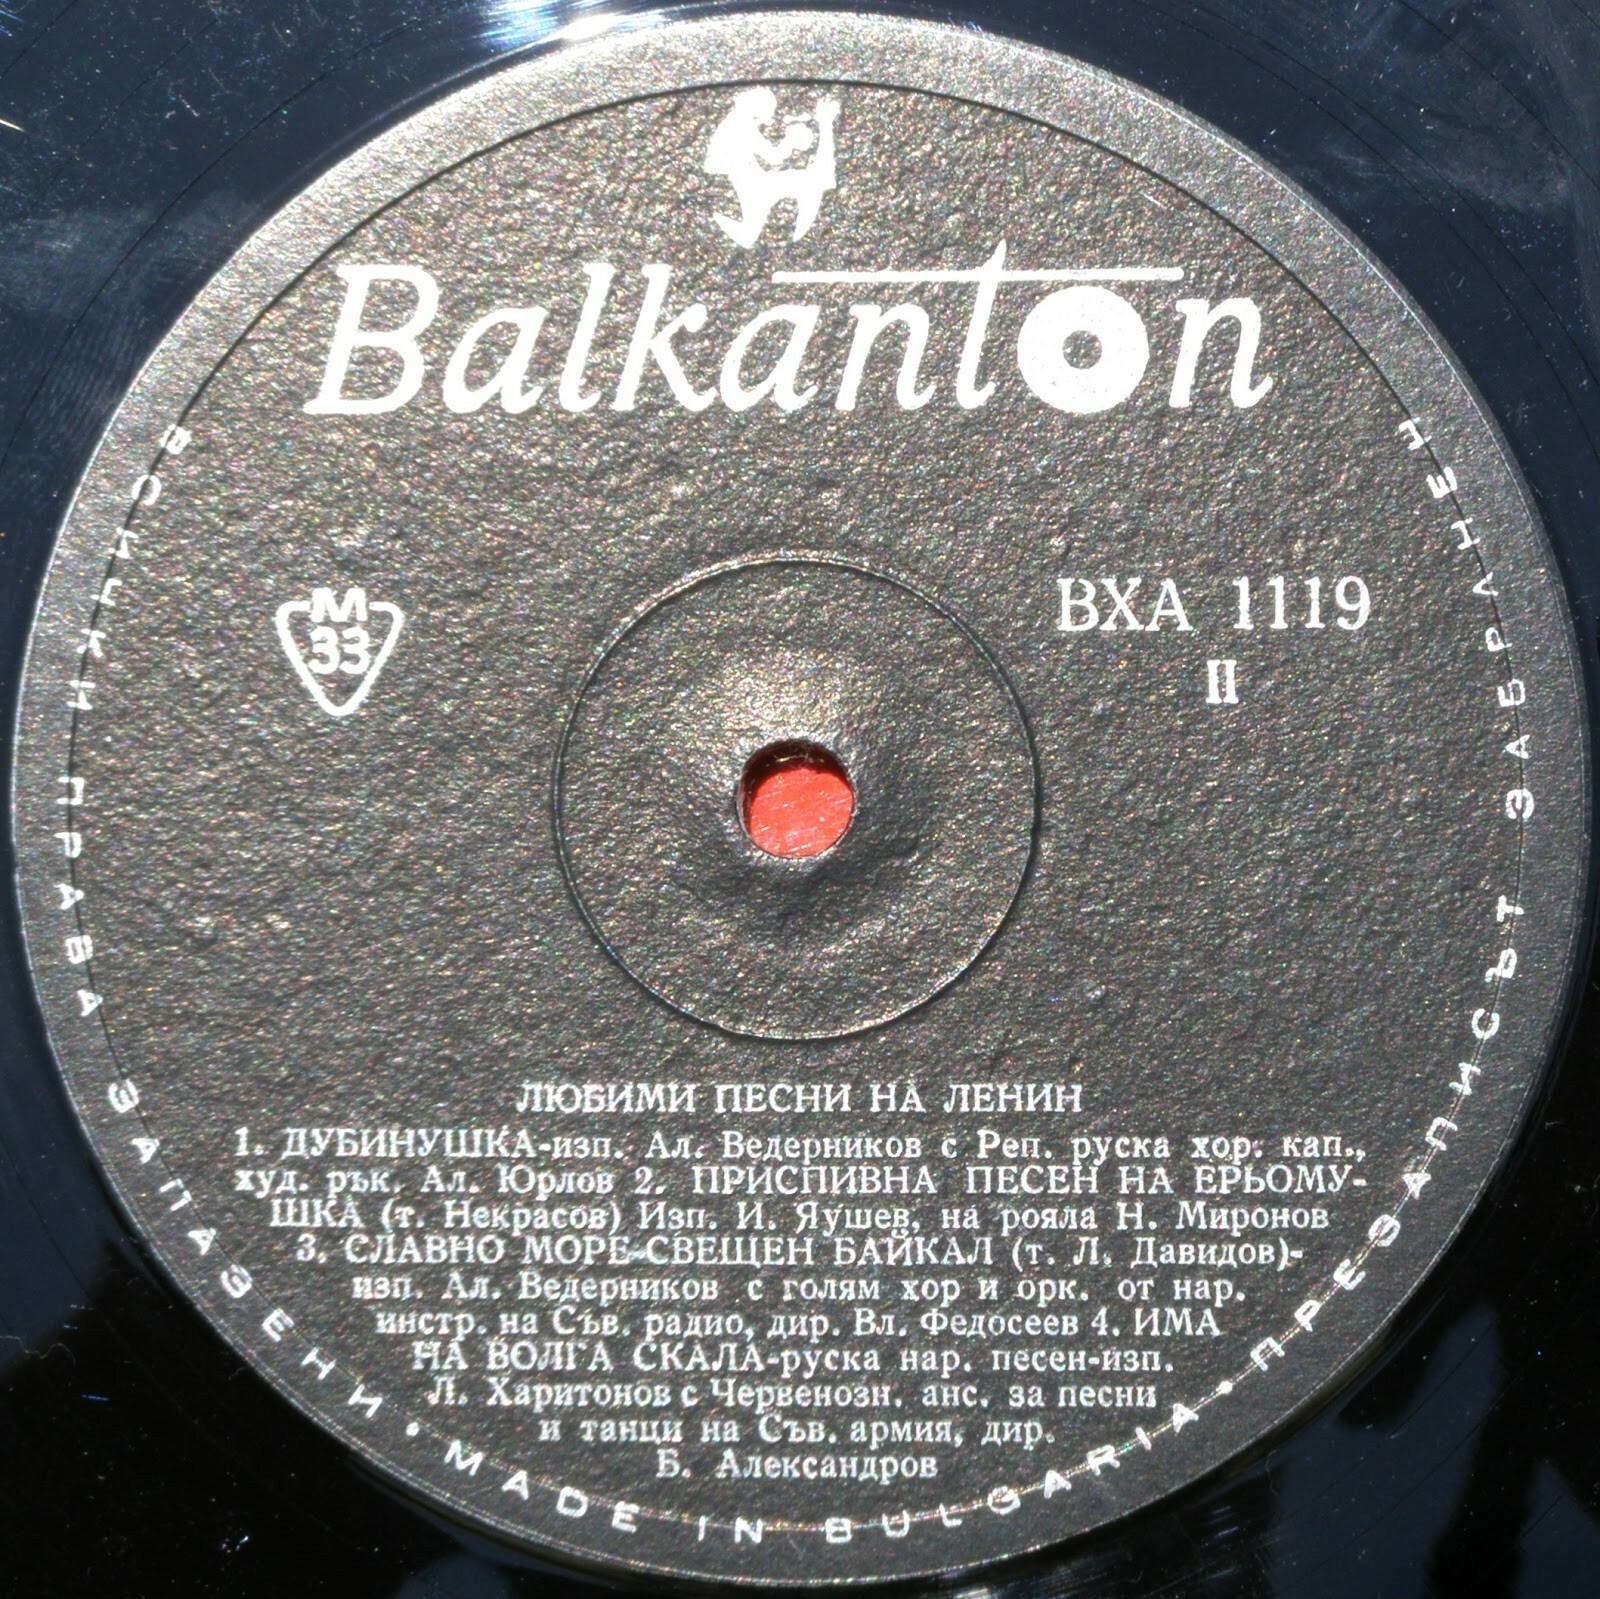 Balkanton
М
33
ВХА 1119
II
ЛЮБИМИ ПЕСНИ НА ЛЕНИН
1. ДУБИНУШКА-изп. Ал. Ведерников с Реп. руска хор. кап.,
худ. рък. Ал. Юрлов 2. ПРИСПИВНА ПЕСЕН НА ЕРЬОМУ-
ШКА (т. Некрасов) Изп. И. Яушев, на рояла Н. Миронов
3. СЛАВНО МОРЕ-СВЕЩЕН БАЙКАЛ (т. Л. Давидов)-
изп. Ал. Ведерников с голям хор и орк. от нар.
инстр. на Съв. радио, дир. Вл. Федосеев 4. ИМА
НА ВОЛГА СКАЛА-руска нар. песен-изп.
Л. Харитонов с Червенозн. анс. за песни
и танци на Съв. армия, дир.
Б. Александров
ВСИЧКИ ПРАВА ЗАПАЗЕНИ • MADE IN BULGARIA • ПРЕЗАПИСЪТ ЗАБРАНЕН